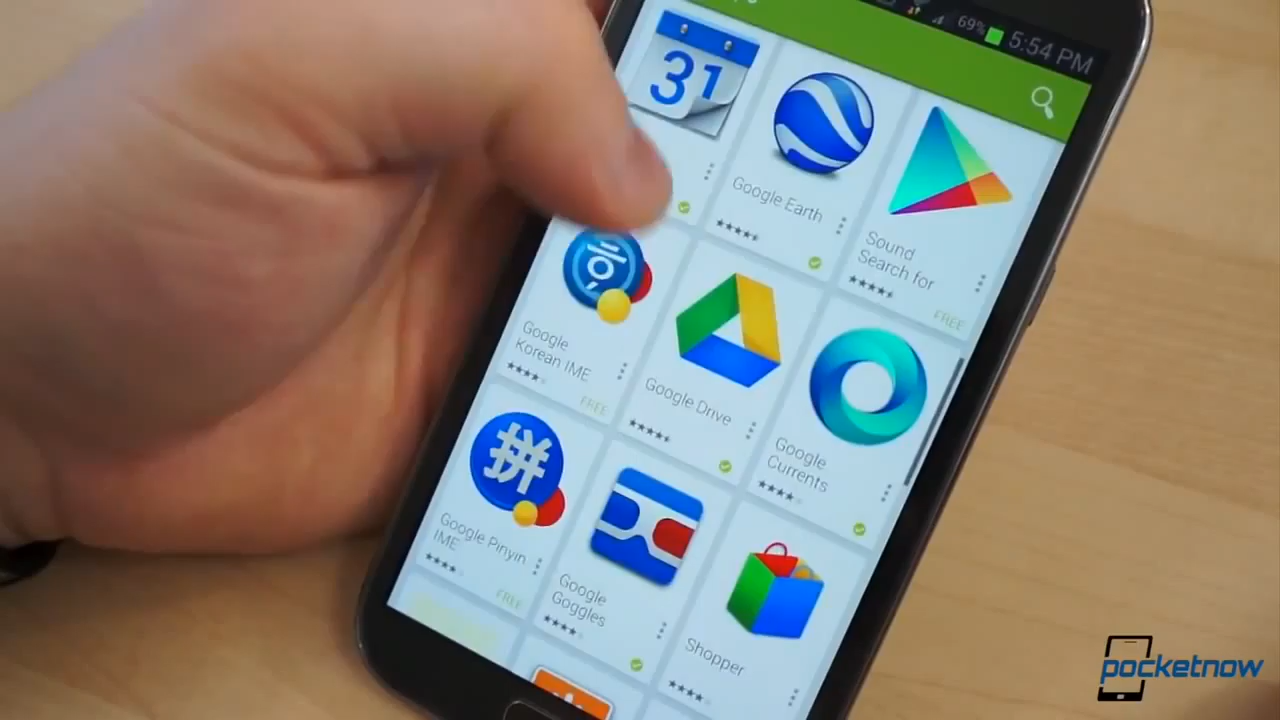 69% 5:54 PM
31
Google Earth
Sound
Search for
FREE
Google
Korean IME
FREE
Google Drive
Google
Currents
拼
Google Pinyin
IME
FREE
Google
Goggles
Shopper
pocketnow